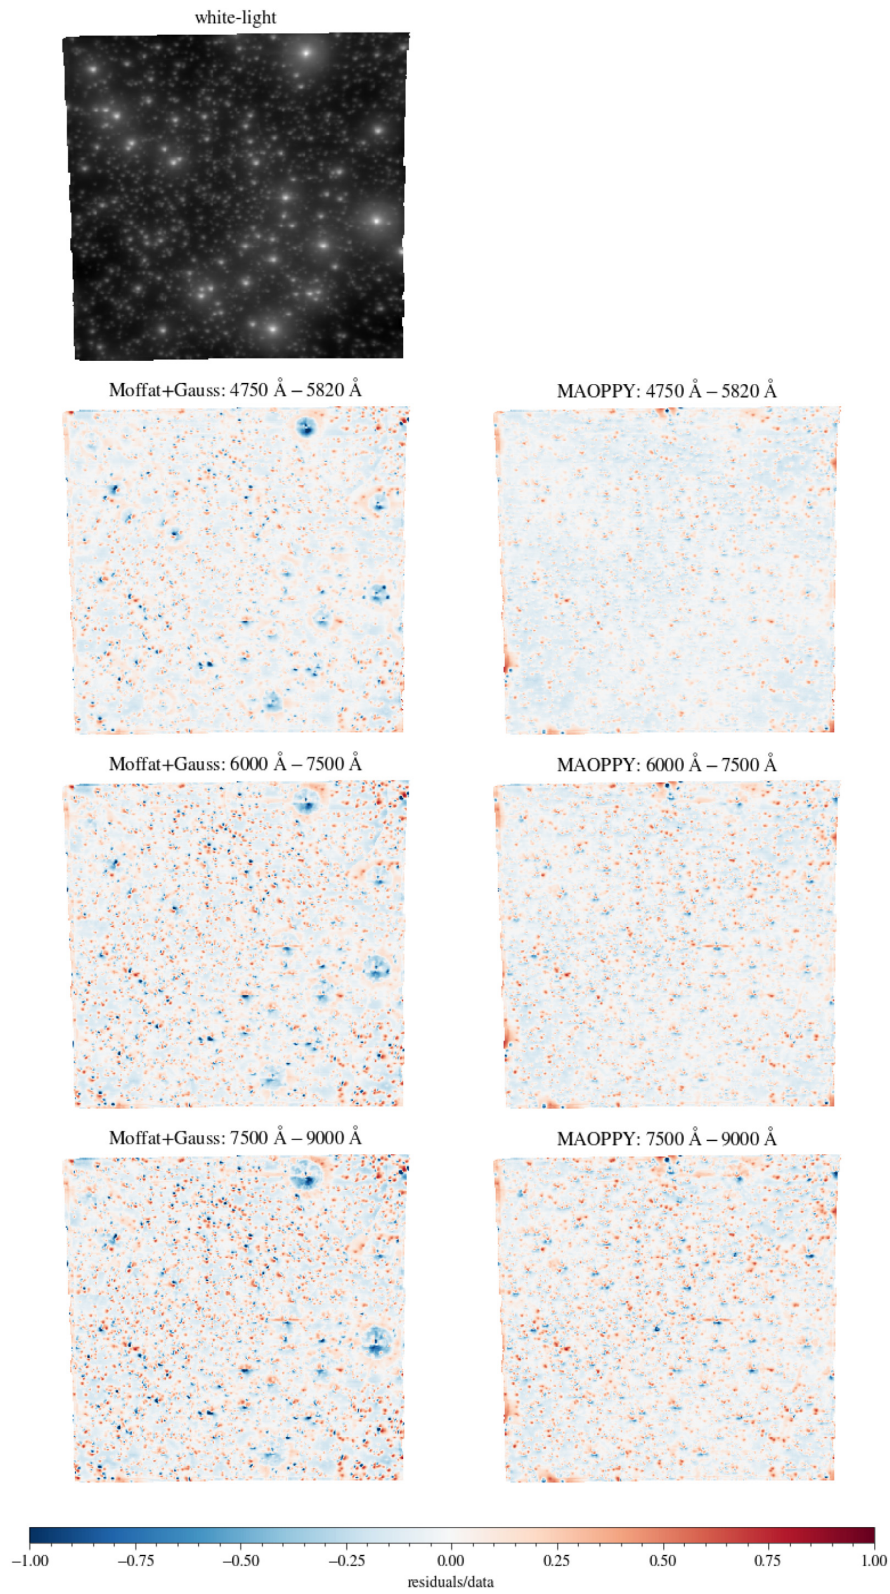 white-light
Moffat+Gauss: 4750 Å – 5820 Å
MAOPPY: 4750 Å – 5820 Å
Moffat+Gauss: 6000 Å – 7500 Å
MAOPPY: 6000 Å – 7500 Å
Moffat+Gauss: 7500 Å – 9000 Å
MAOPPY: 7500 Å – 9000 Å
−1.00 −0.75 −0.50 −0.25 0.00 0.25 0.50 0.75 1.00
residuals/data